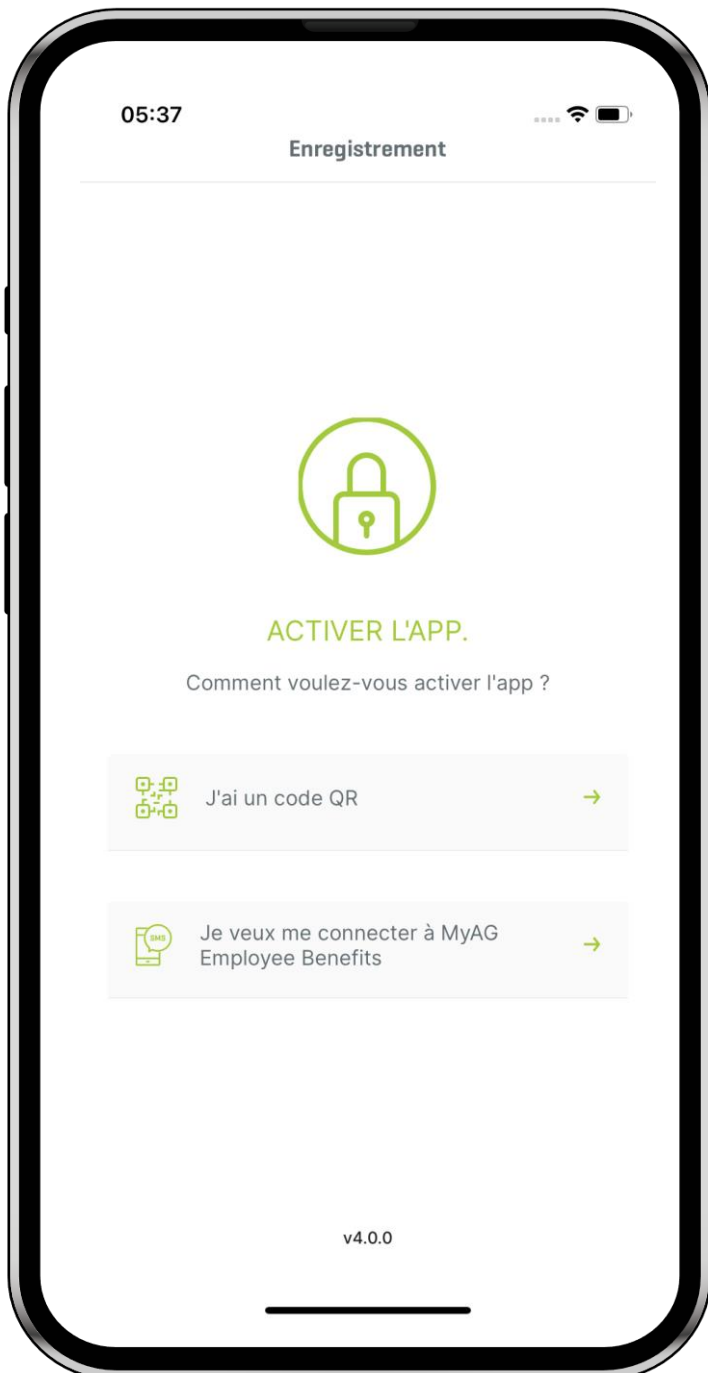 05:37
Enregistrement
ACTIVER L'APP.
Comment voulez-vous activer l'app ?
J'ai un code QR
SMS
Je veux me connecter à MyAG
Employee Benefits
v4.0.0